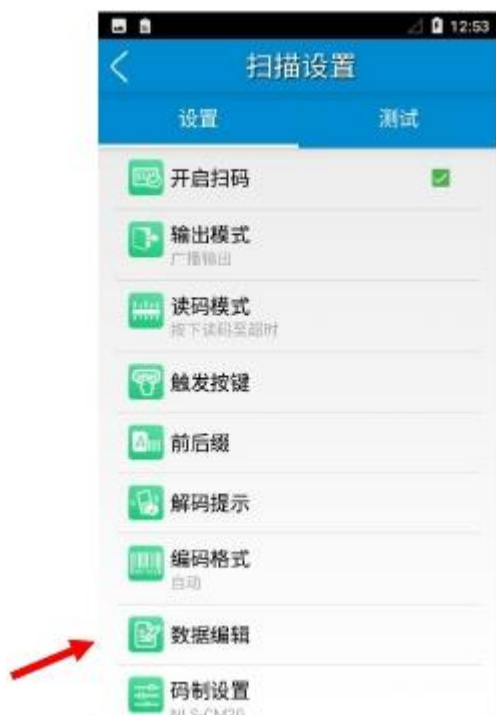 12:53
扫描设置
设置 测试
开启扫码
输出模式
广播输出
读码模式
按下读码至超时
触发按键
前后缀
解码提示
编码格式
自动
数据编辑
码制设置